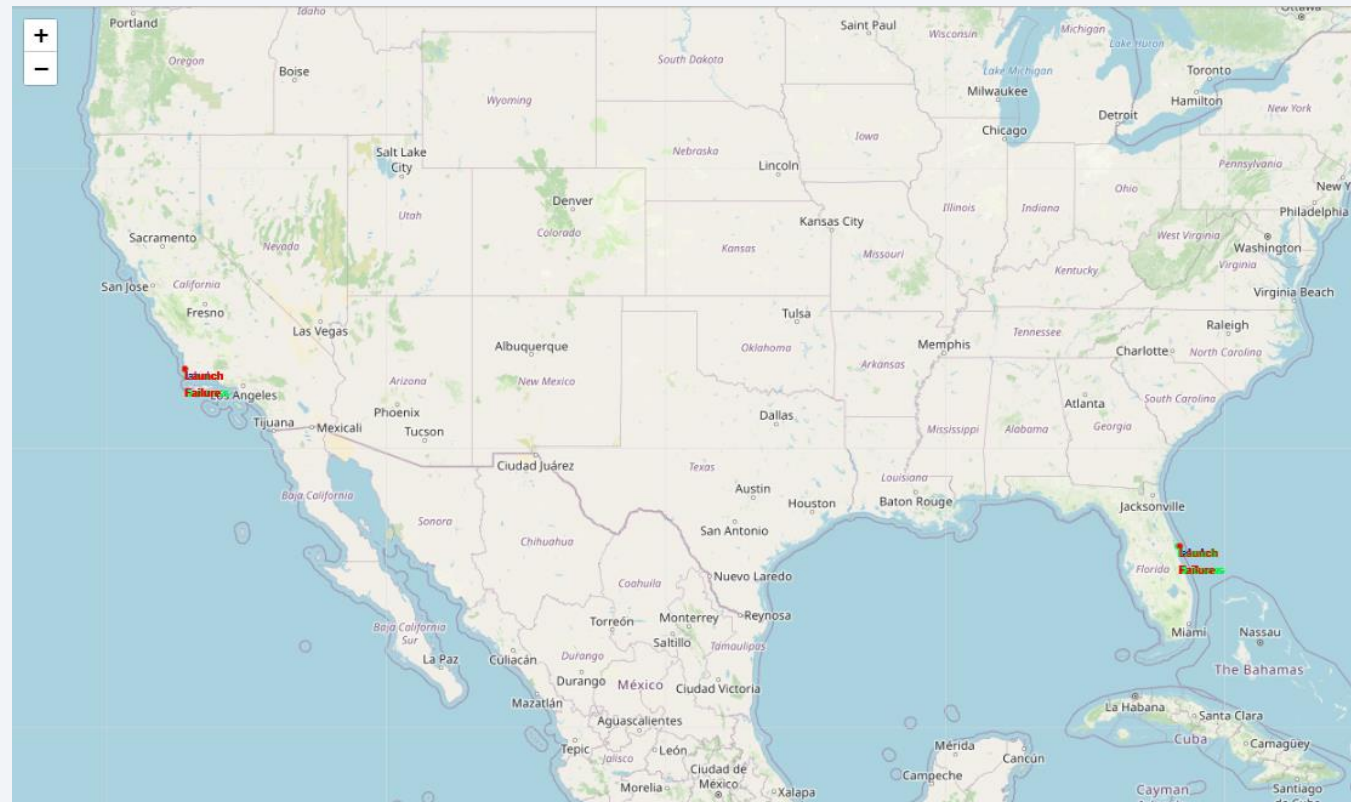 +
−
Portland
Idaho
Saint Paul
Wisconsin
Michigan
Ottawa
Oregon
Boise
South Dakota
Lake Huron
Toronto
Lake Michigan
Milwaukee
Hamilton
New York
Wyoming
Detroit
Chicago
Iowa
Salt Lake
City
Nebraska
Lincoln
Pennsylvania
New Y
Ohio
Denver
Utah
Colorado
Kansas City
Illinois
Indiana
Philadelphia
Sacramento
Nevada
Kansas
Missouri
West Virginia
Washington
Virginia
Kentucky
San Jose
California
Virginia Beach
Fresno
Las Vegas
Tulsa
Raleigh
Tennessee
Albuquerque
Oklahoma
Memphis
Charlotte
North Carolina
Arkansas
Launch
Failure
Los Angeles
Arizona
New Mexico
South Carolina
Atlanta
Phoenix
Dallas
Tijuana
Mexicali
Tucson
Mississippi
Alabama
Georgia
Ciudad Juárez
Texas
Louisiana
Austin
Baja California
Houston
Baton Rouge
Jacksonville
Sonora
San Antonio
Chihuahua
Launch
Failure
Florida
Coahuila
Nuevo Laredo
Torreón
Monterrey
Reynosa
Baja California
Sur
Saltillo
Tamaulipas
Miami
Nassau
La Paz
Culiacán
Durango
Durango
México
Ciudad Victoria
The Bahamas
Mazatlán
La Habana
Santa Clara
Aguascalientes
Cuba
Camagüey
Tepic
León
Jalisco
Mérida
Cancún
Ciudad de
México
Campeche
Morelia
Xalapa
Cayman
Santiago
de Cuba